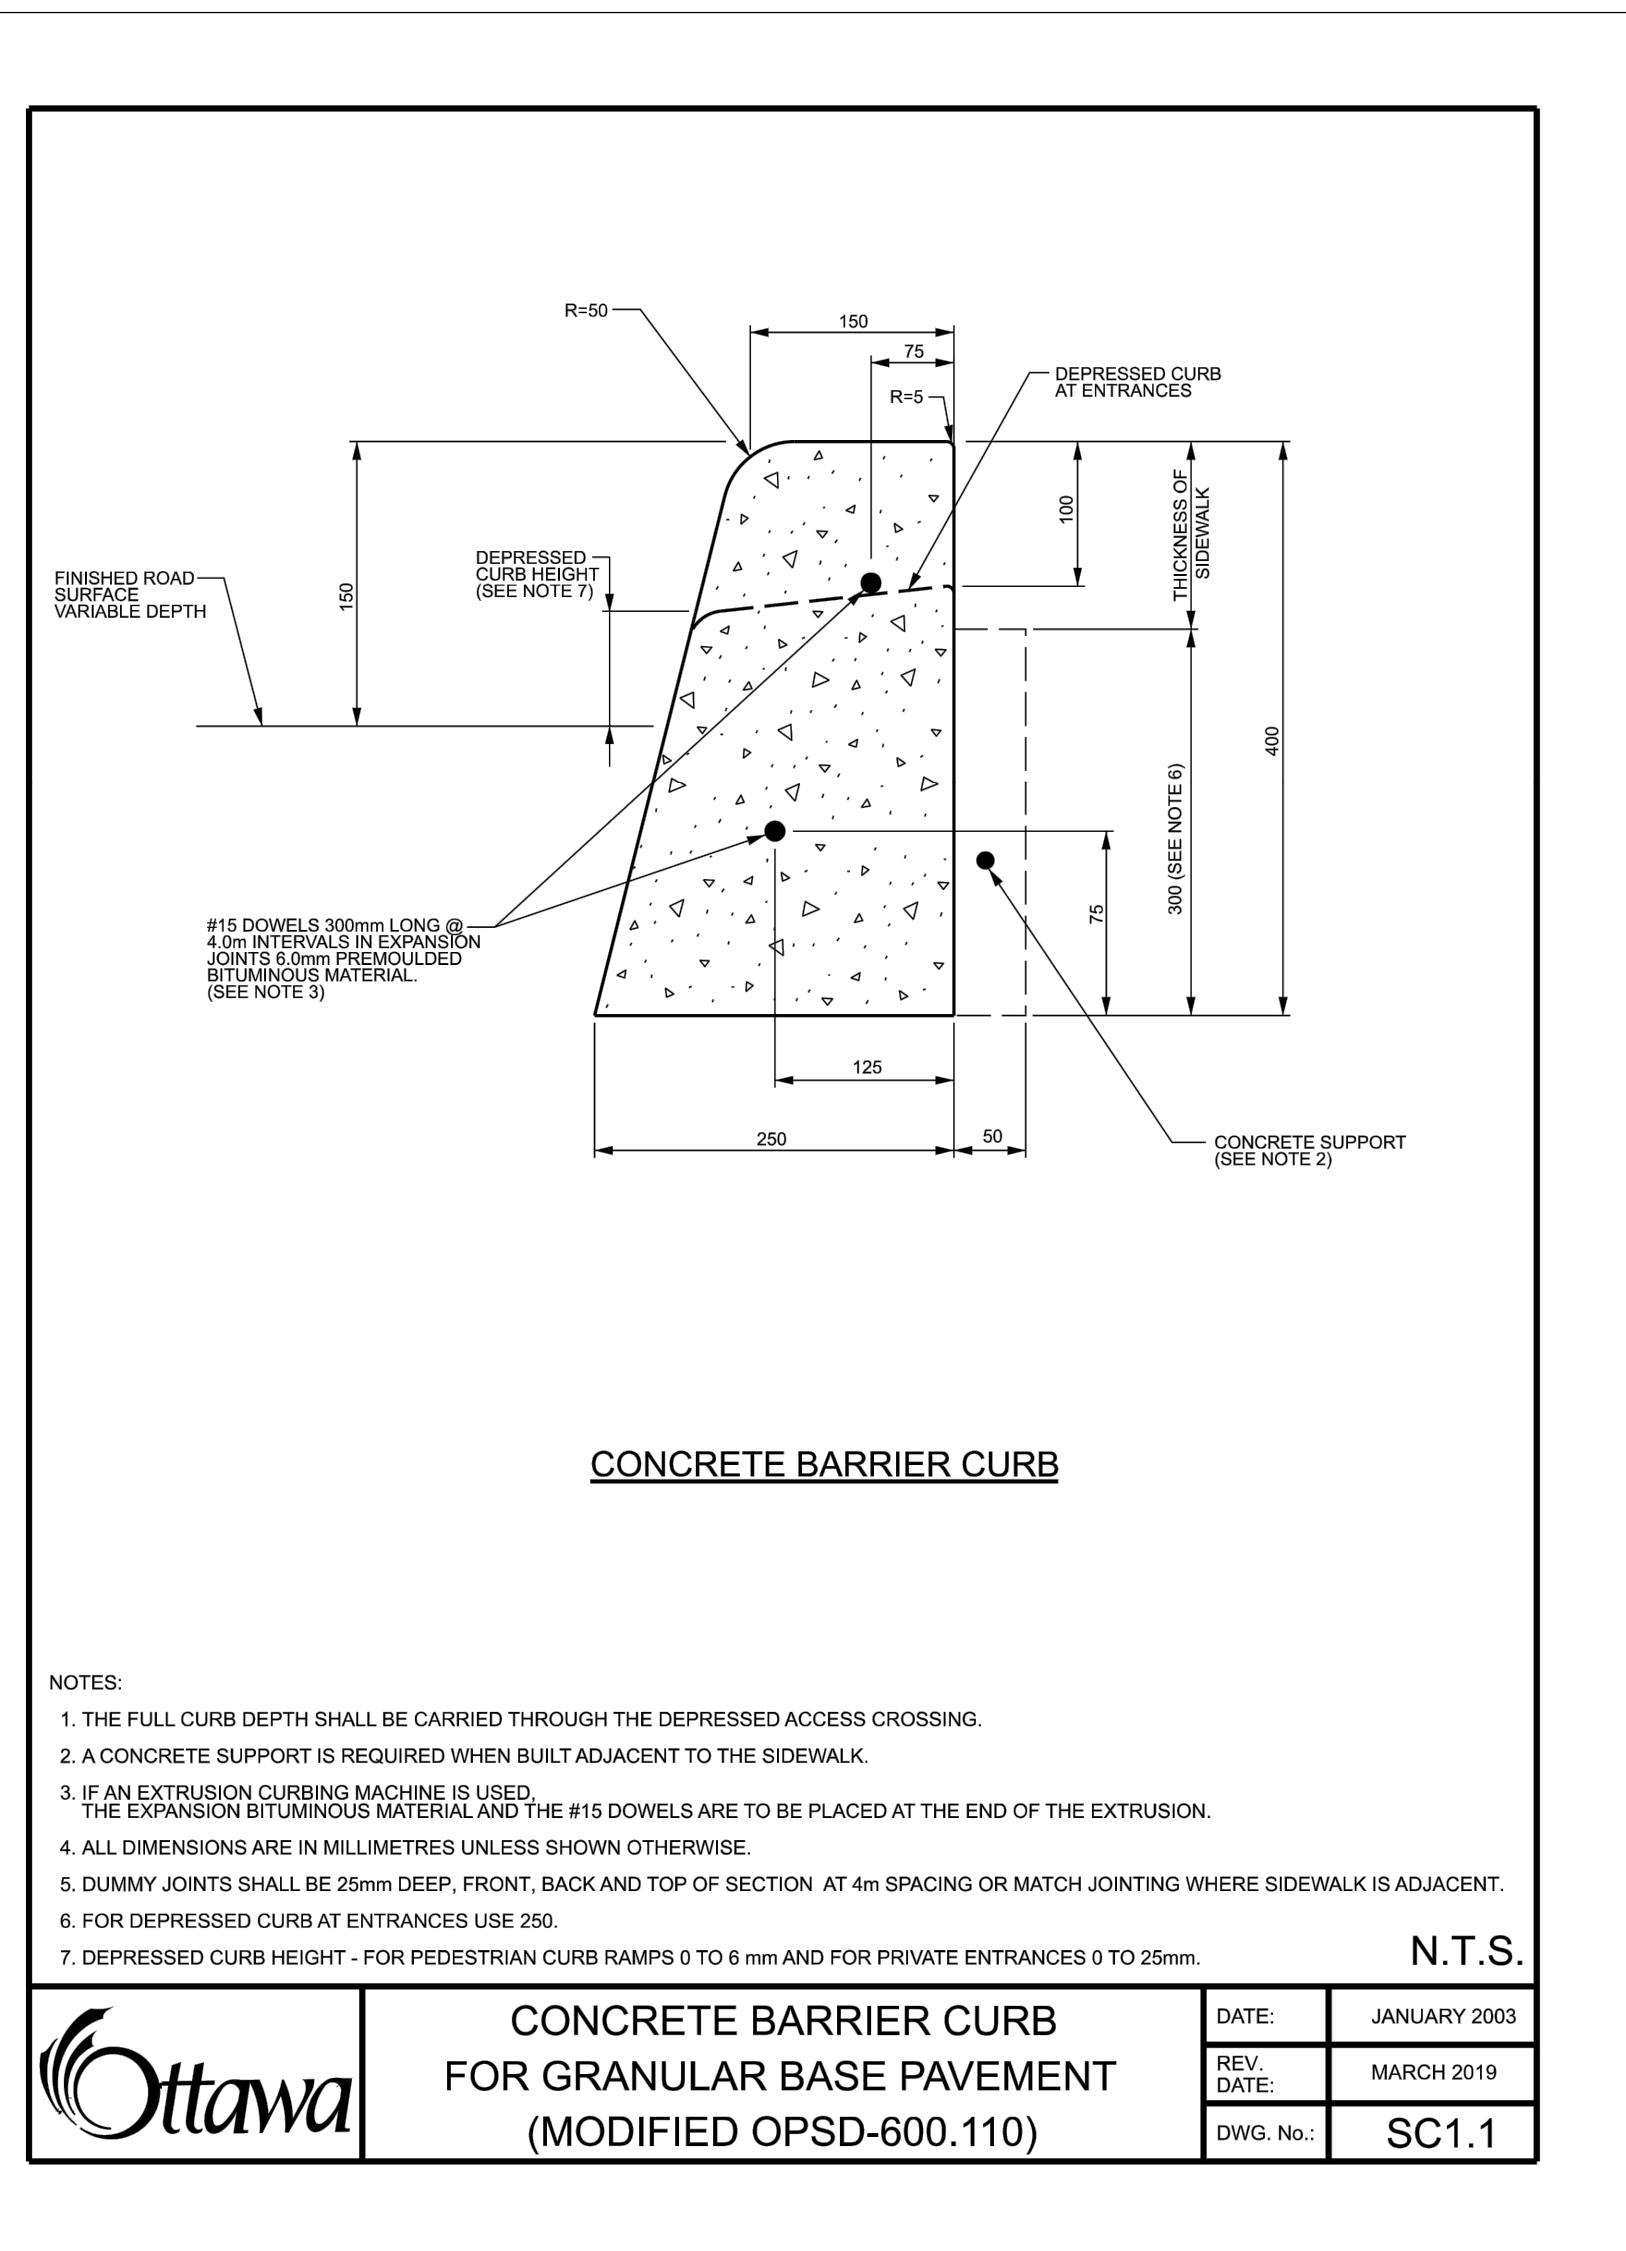 R=50
150
75
R=5
DEPRESSED CURB
AT ENTRANCES
100
THICKNESS OF
SIDEWALK
DEPRESSED
CURB HEIGHT
(SEE NOTE 7)
FINISHED ROAD
SURFACE
VARIABLE DEPTH
150
400
300 (SEE NOTE 6)
75
#15 DOWELS 300mm LONG @
4.0m INTERVALS IN EXPANSION
JOINTS 6.0mm PREMOULDED
BITUMINOUS MATERIAL.
(SEE NOTE 3)
125
250
50
CONCRETE SUPPORT
(SEE NOTE 2)
CONCRETE BARRIER CURB
NOTES:
1. THE FULL CURB DEPTH SHALL BE CARRIED THROUGH THE DEPRESSED ACCESS CROSSING.
2. A CONCRETE SUPPORT IS REQUIRED WHEN BUILT ADJACENT TO THE SIDEWALK.
3. IF AN EXTRUSION CURBING MACHINE IS USED,
THE EXPANSION BITUMINOUS MATERIAL AND THE #15 DOWELS ARE TO BE PLACED AT THE END OF THE EXTRUSION.
4. ALL DIMENSIONS ARE IN MILLIMETRES UNLESS SHOWN OTHERWISE.
5. DUMMY JOINTS SHALL BE 25mm DEEP, FRONT, BACK AND TOP OF SECTION AT 4m SPACING OR MATCH JOINTING WHERE SIDEWALK IS ADJACENT.
6. FOR DEPRESSED CURB AT ENTRANCES USE 250.
7. DEPRESSED CURB HEIGHT - FOR PEDESTRIAN CURB RAMPS 0 TO 6 mm AND FOR PRIVATE ENTRANCES 0 TO 25mm.
N.T.S.
Ottawa
CONCRETE BARRIER CURB
FOR GRANULAR BASE PAVEMENT
(MODIFIED OPSD-600.110)
DATE: JANUARY 2003
REV.
DATE: MARCH 2019
DWG. No.: SC1.1